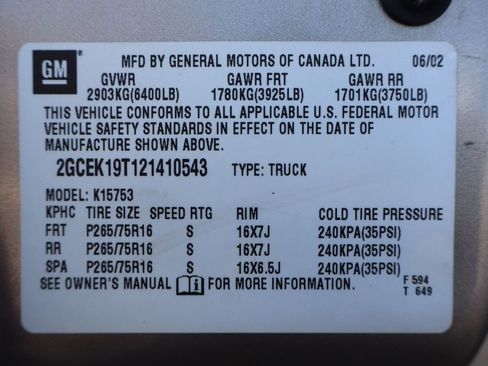 GM
MFD BY GENERAL MOTORS OF CANADA LTD. 06/02
GVWR GAWR FRT GAWR RR
2903KG(6400LB) 1780KG(3925LB) 1701KG(3750LB)
THIS VEHICLE CONFORMS TO ALL APPLICABLE U.S. FEDERAL MOTOR
VEHICLE SAFETY STANDARDS IN EFFECT ON THE DATE OF
MANUFACTURE SHOWN ABOVE.
2GCEK19T121410543 TYPE: TRUCK
MODEL: K15753
KPHC TIRE SIZE SPEED RTG RIM COLD TIRE PRESSURE
FRT P265/75R16 S 16X7J 240KPA(35PSI)
RR P265/75R16 S 16X7J 240KPA(35PSI)
SPA P265/75R16 S 16X6.5J 240KPA(35PSI)
SEE OWNER'S MANUAL FOR MORE INFORMATION.
F 594
T 649